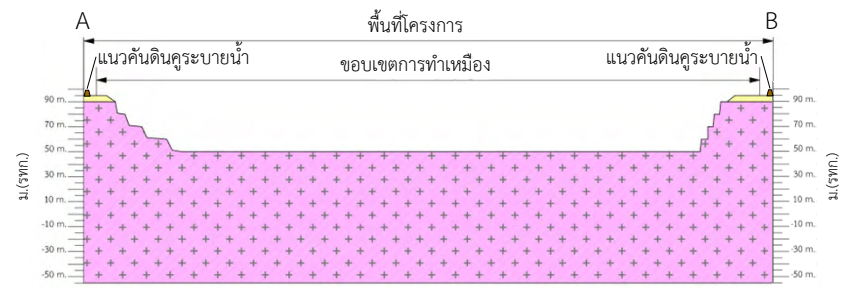 A B
พื้นที่โครงการ
แนวคันดินคูระบายน้ำ แนวคันดินคูระบายน้ำ
ขอบเขตการทำเหมือง
90 m. 90 m.
70 m. 70 m.
50 m. 50 m.
30 m. 30 m.
10 m. 10 m.
-10 m. -10 m.
-30 m. -30 m.
-50 m. -50 m.
ม.(รทก.) ม.(รทก.)